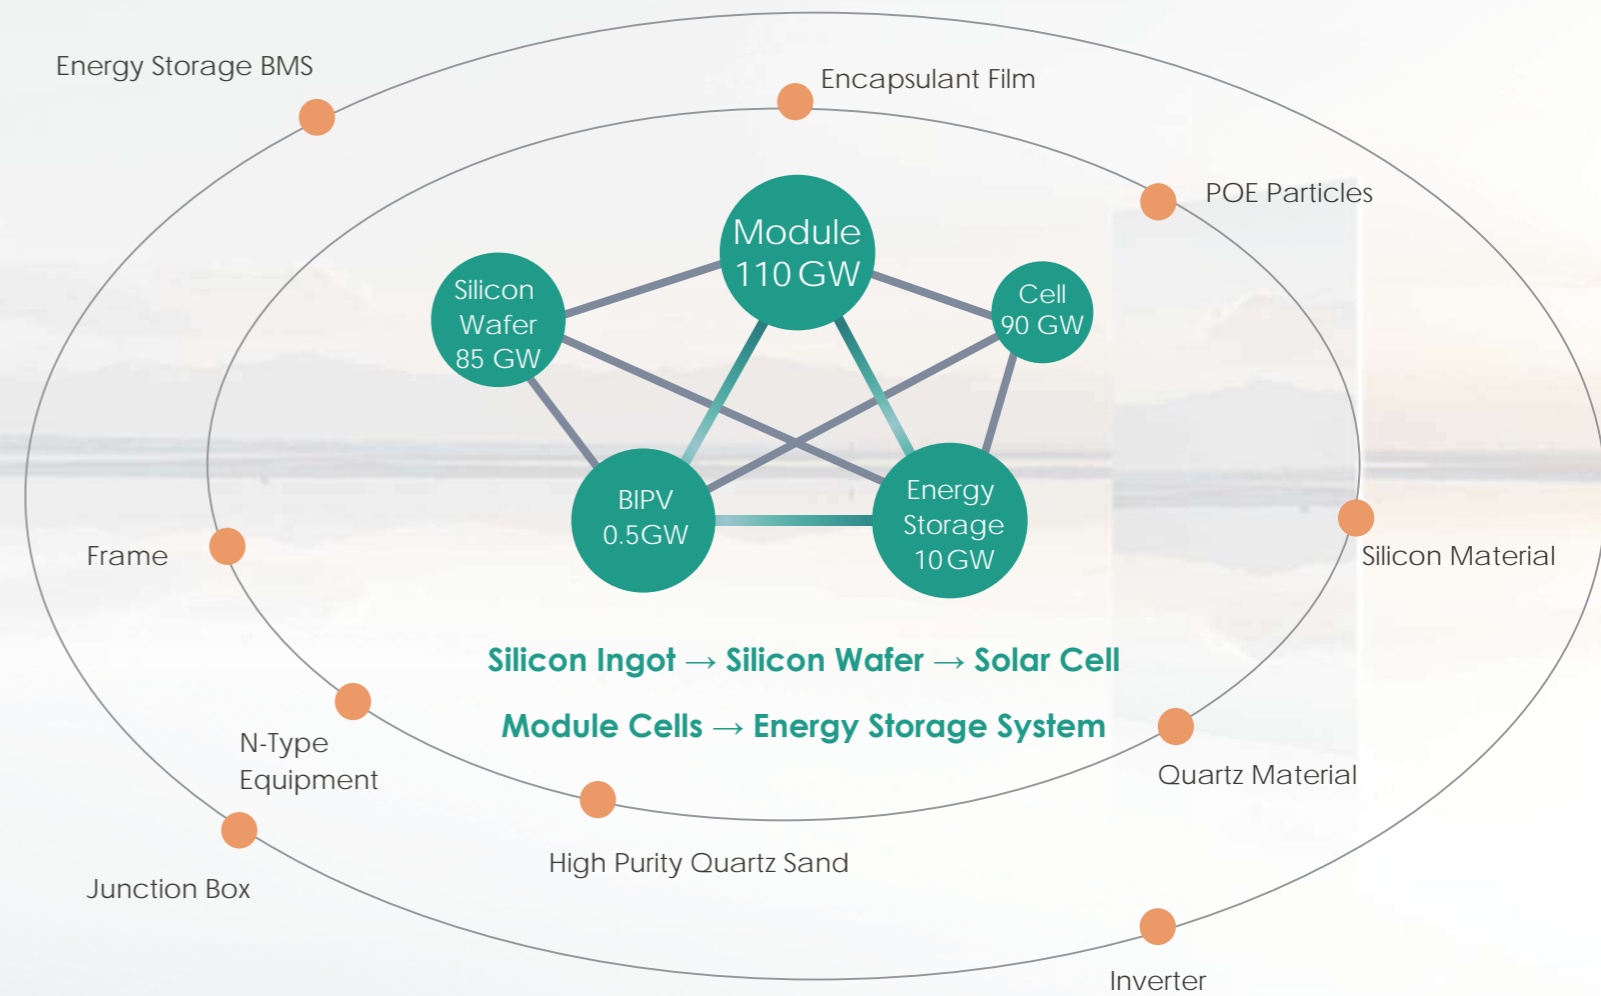 Energy Storage BMS
Encapsulant Film
POE Particles
Module
110 GW
Silicon
Wafer
85 GW
Cell
90 GW
BIPV
0.5GW
Energy
Storage
10 GW
Frame
Silicon Material
Silicon Ingot → Silicon Wafer → Solar Cell
Module Cells → Energy Storage System
N-Type
Equipment
Quartz Material
High Purity Quartz Sand
Junction Box
Inverter